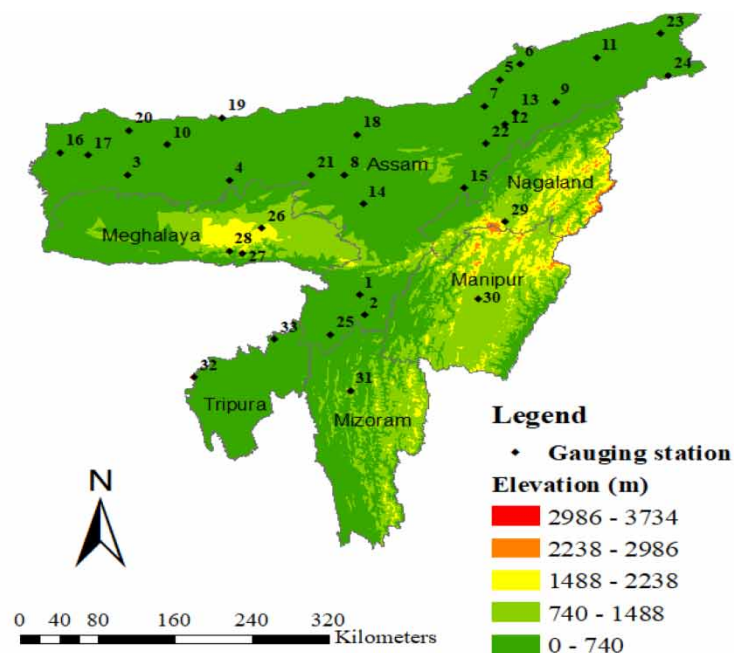 23
6
11
5
24
7
9
13
12
19
20
18
22
10
16
17
3
4
21
8
Assam
15
14
Nagaland
26
29
Meghalaya
28
27
Manipur
1
30
2
33
25
32
31
Tripura
Mizoram
Legend
Gauging station
Elevation (m)
2986 - 3734
2238 - 2986
1488 - 2238
740 - 1488
0 - 740
N
0 40 80 160 240 320
Kilometers